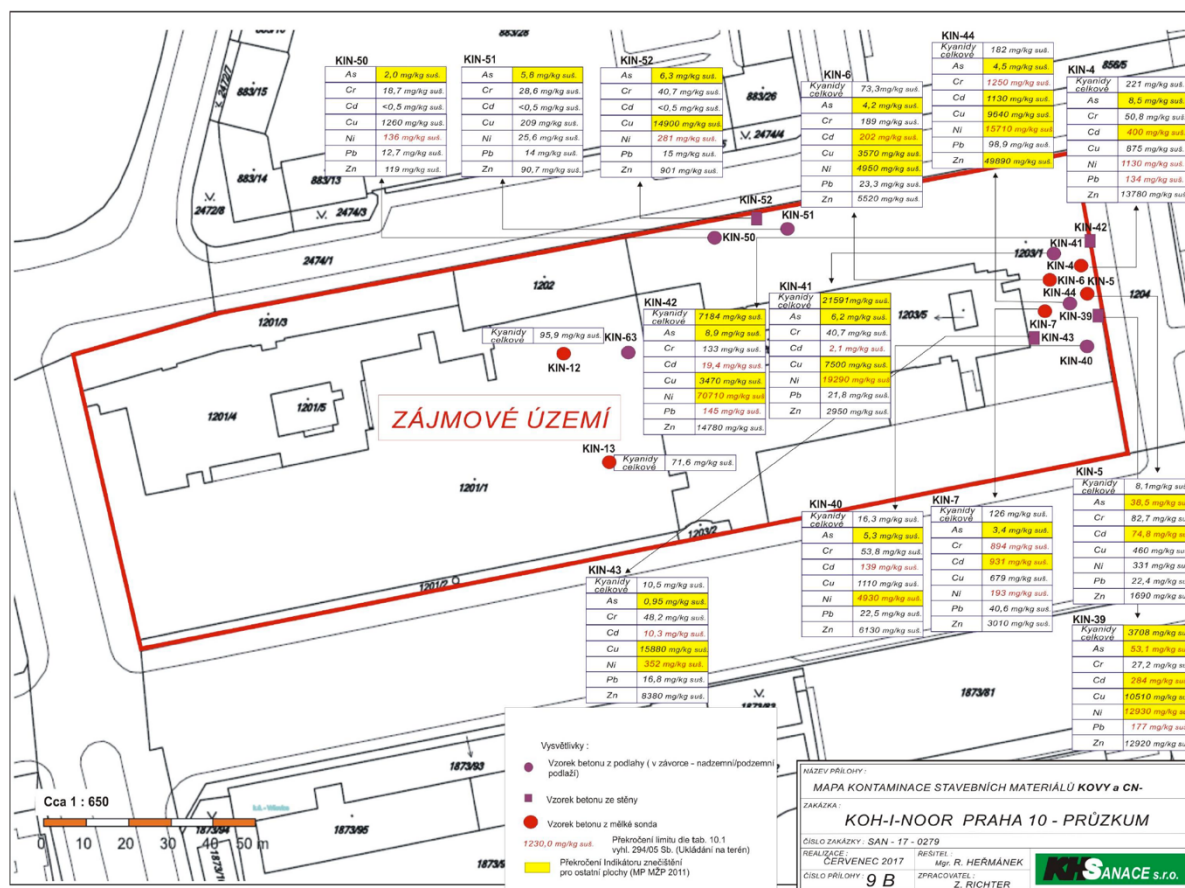 883/28
KIN-50
As 2,0 mg/kg suš.
Cr 18,7 mg/kg suš.
Cd <0,5 mg/kg suš.
Cu 1260 mg/kg suš.
Ni 136 mg/kg suš.
Pb 12,7 mg/kg suš.
Zn 119 mg/kg suš.
KIN-51
As 5,8 mg/kg suš.
Cr 28,6 mg/kg suš.
Cd <0,5 mg/kg suš.
Cu 209 mg/kg suš.
Ni 25,6 mg/kg suš.
Pb 14 mg/kg suš.
Zn 90,7 mg/kg suš.
KIN-52
As 6,3 mg/kg suš.
Cr 40,7 mg/kg suš.
Cd <0,5 mg/kg suš.
Cu 14900 mg/kg suš.
Ni 281 mg/kg suš.
Pb 15 mg/kg suš.
Zn 901 mg/kg suš.
KIN-6
Kyanidy celkové 73,3mg/kg suš.
As 4,2 mg/kg suš.
Cr 189 mg/kg suš.
Cd 202 mg/kg suš.
Cu 3570 mg/kg suš.
Ni 4950 mg/kg suš.
Pb 23,3 mg/kg suš.
Zn 5520 mg/kg suš.
KIN-44
Kyanidy celkové 182 mg/kg suš.
As 4,5 mg/kg suš.
Cr 1250 mg/kg suš.
Cd 1130 mg/kg suš.
Cu 9640 mg/kg suš.
Ni 15710 mg/kg suš.
Pb 98,9 mg/kg suš.
Zn 49890 mg/kg suš.
856/5
KIN-4
Kyanidy celkové 221 mg/kg suš.
As 8,5 mg/kg suš.
Cr 50,8 mg/kg suš.
Cd 400 mg/kg suš.
Cu 875 mg/kg suš.
Ni 1130 mg/kg suš.
Pb 134 mg/kg suš.
Zn 13780 mg/kg suš.
2472/7
883/15
883/14
883/13
883/26
2474/4
2472/8
2474/3
2474/1
KIN-52
KIN-51
KIN-50
KIN-42
KIN-41
1203/1
KIN-4
KIN-6
KIN-5
KIN-44
1204
KIN-39
KIN-7
KIN-43
KIN-40
1202
1201/3
1203/5
KIN-42
Kyanidy celkové 7184 mg/kg suš.
As 8,9 mg/kg suš.
Cr 133 mg/kg suš.
Cd 19,4 mg/kg suš.
Cu 3470 mg/kg suš.
Ni 70710 mg/kg suš.
Pb 145 mg/kg suš.
Zn 14780 mg/kg suš.
KIN-41
Kyanidy celkové 21591mg/kg suš.
As 6,2 mg/kg suš.
Cr 40,7 mg/kg suš.
Cd 2,1 mg/kg suš.
Cu 7500 mg/kg suš.
Ni 19290 mg/kg suš.
Pb 21,8 mg/kg suš.
Zn 2950 mg/kg suš.
Kyanidy celkové 95,9 mg/kg suš.
KIN-63
KIN-12
1201/4
1201/5
ZÁJMOVÉ ÚZEMÍ
KIN-13
Kyanidy celkové 71,6 mg/kg suš.
1201/1
1203/2
1201/2
KIN-43
Kyanidy celkové 10,5 mg/kg suš.
As 0,95 mg/kg suš.
Cr 48,2 mg/kg suš.
Cd 10,3 mg/kg suš.
Cu 15880 mg/kg suš.
Ni 352 mg/kg suš.
Pb 16,8 mg/kg suš.
Zn 8380 mg/kg suš.
KIN-40
Kyanidy celkové 16,3 mg/kg suš.
As 5,3 mg/kg suš.
Cr 53,8 mg/kg suš.
Cd 139 mg/kg suš.
Cu 1110 mg/kg suš.
Ni 4930 mg/kg suš.
Pb 22,5 mg/kg suš.
Zn 6130 mg/kg suš.
KIN-7
Kyanidy celkové 126 mg/kg suš.
As 3,4 mg/kg suš.
Cr 894 mg/kg suš.
Cd 931 mg/kg suš.
Cu 679 mg/kg suš.
Ni 193 mg/kg suš.
Pb 40,6 mg/kg suš.
Zn 3010 mg/kg suš.
KIN-5
Kyanidy celkové 8,1mg/kg suš.
As 38,5 mg/kg suš.
Cr 82,7 mg/kg suš.
Cd 74,8 mg/kg suš.
Cu 460 mg/kg suš.
Ni 331 mg/kg suš.
Pb 22,4 mg/kg suš.
Zn 1690 mg/kg suš.
KIN-39
Kyanidy celkové 3708 mg/kg suš.
As 53,1 mg/kg suš.
Cr 27,2 mg/kg suš.
Cd 284 mg/kg suš.
Cu 10510 mg/kg suš.
Ni 12930 mg/kg suš.
Pb 177 mg/kg suš.
Zn 12920 mg/kg suš.
1873/81
1873/93
1873/94
1873/95
Cca 1 : 650
0 10 20 30 40 50 m
Vysvětlivky :
Vzorek betonu z podlahy ( v závorce - nadzemní/podzemní
podlaží)
Vzorek betonu ze stěny
Vzorek betonu z mělké sonda
1230,0 mg/kg suš. Překročení limitu dle tab. 10.1
vyhl. 294/05 Sb. (Ukládání na terén)
Překročení Indikátoru znečištění
pro ostatní plochy (MP MŽP 2011)
NÁZEV PŘÍLOHY :
MAPA KONTAMINACE STAVEBNÍCH MATERIÁLŮ KOVY a CN-
ZAKÁZKA :
KOH-I-NOOR PRAHA 10 - PRŮZKUM
ČÍSLO ZAKÁZKY : SAN - 17 - 0279
REALIZACE : ČERVENEC 2017
ŘEŠITEL : Mgr. R. HEŘMÁNEK
ČÍSLO PŘÍLOHY : 9 B
ZPRACOVATEL : Z. RICHTER
KHSANACE s.r.o.